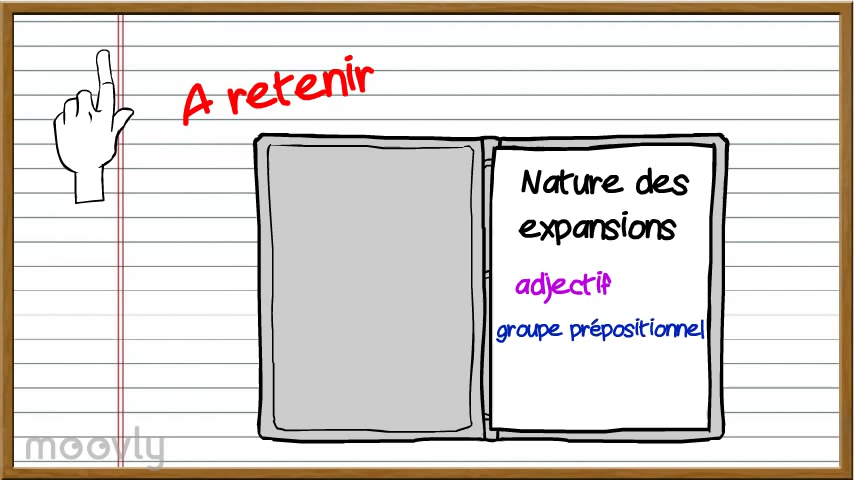 A retenir
Nature des
expansions
adjectif
groupe prépositionnel
moovly